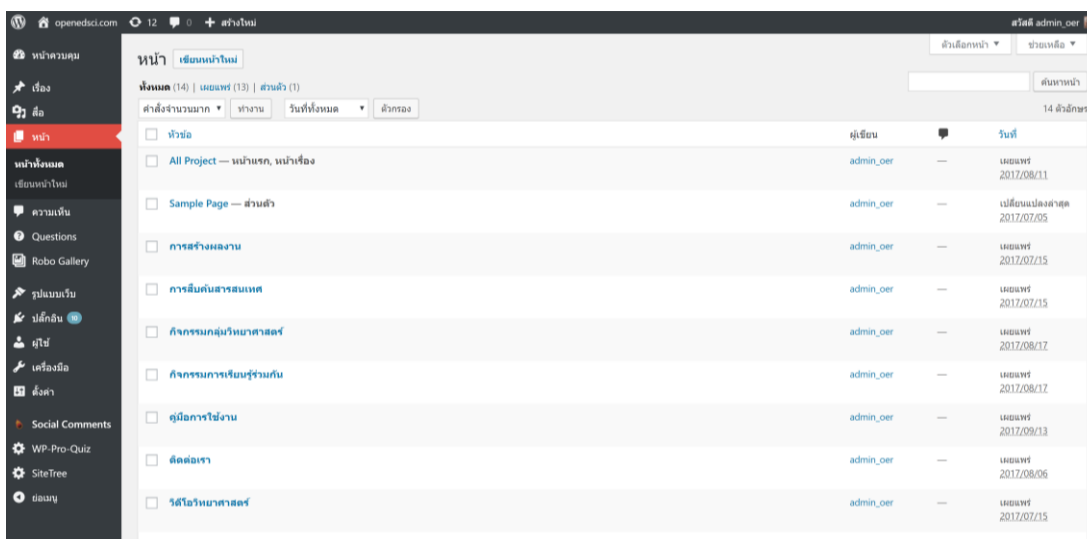 openedsci.com 12 0 + สร้างใหม่ สวัสดี admin_oer
หน้าควบคุม
เรื่อง
สื่อ
หน้า
หน้าทั้งหมด
เขียนหน้าใหม่
ความเห็น
Questions
Robo Gallery
รูปแบบเว็บ
ปลั๊กอิน 10
ผู้ใช้
เครื่องมือ
ตั้งค่า
Social Comments
WP-Pro-Quiz
SiteTree
ย่อเมนู
ตัวเลือกหน้า ▼ ช่วยเหลือ ▼
หน้า เขียนหน้าใหม่
ทั้งหมด (14) | เผยแพร่ (13) | ส่วนตัว (1)
ค้นหาหน้า
คำสั่งจำนวนมาก ▼ ทำงาน วันที่ทั้งหมด ▼ ตัวกรอง 14 ตัวอักษร
หัวข้อ ผู้เขียน วันที่
All Project — หน้าแรก, หน้าเรื่อง admin_oer — เผยแพร่
2017/08/11
Sample Page — ส่วนตัว admin_oer — เปลี่ยนแปลงล่าสุด
2017/07/05
การสร้างผลงาน admin_oer — เผยแพร่
2017/07/15
การสืบค้นสารสนเทศ admin_oer — เผยแพร่
2017/07/15
กิจกรรมกลุ่มวิทยาศาสตร์ admin_oer — เผยแพร่
2017/08/17
กิจกรรมการเรียนรู้ร่วมกัน admin_oer — เผยแพร่
2017/08/17
คู่มือการใช้งาน admin_oer — เผยแพร่
2017/09/13
ติดต่อเรา admin_oer — เผยแพร่
2017/08/06
วิดีโอวิทยาศาสตร์ admin_oer — เผยแพร่
2017/07/15